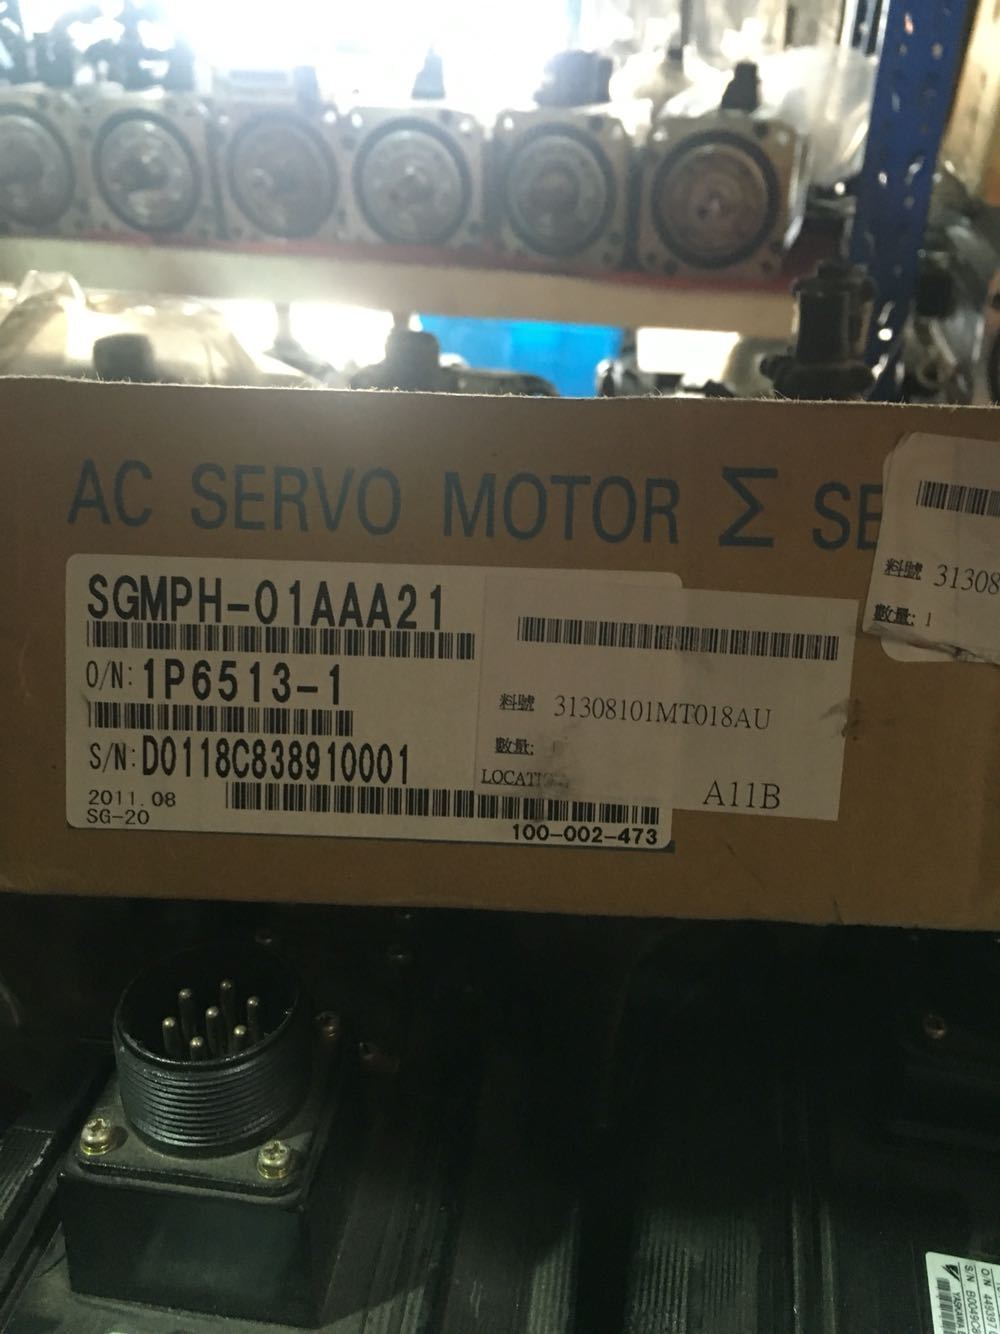 AC SERVO MOTOR Σ SE
SGMPH-01AAA21
O/N: 1P6513-1
S/N: D0118C838910001
2011.08
SG-20
100-002-473
料號 31308101MT018AU
數量:
A11B
料號 31308
數量: 1
YASKAWA